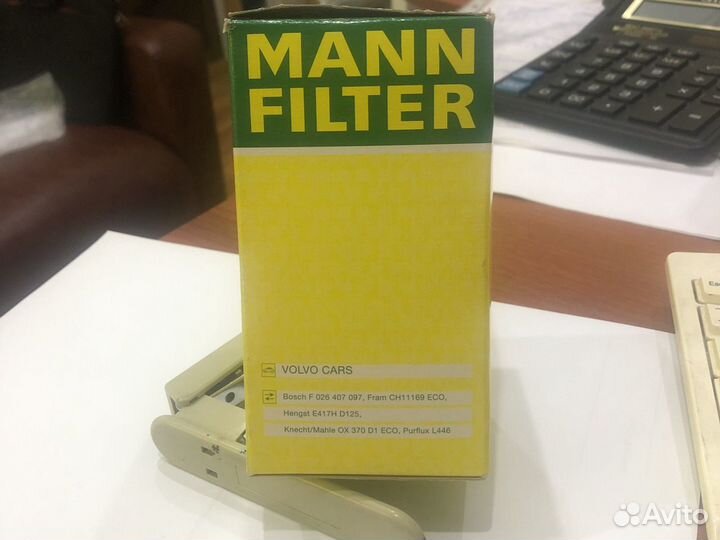 MANN
FILTER
VOLVO CARS
Bosch F 026 407 097, Fram CH11169 ECO,
Hengst E417H D125,
Knecht/Mahle OX 370 D1 ECO, Purflux L446
Esc
Avito